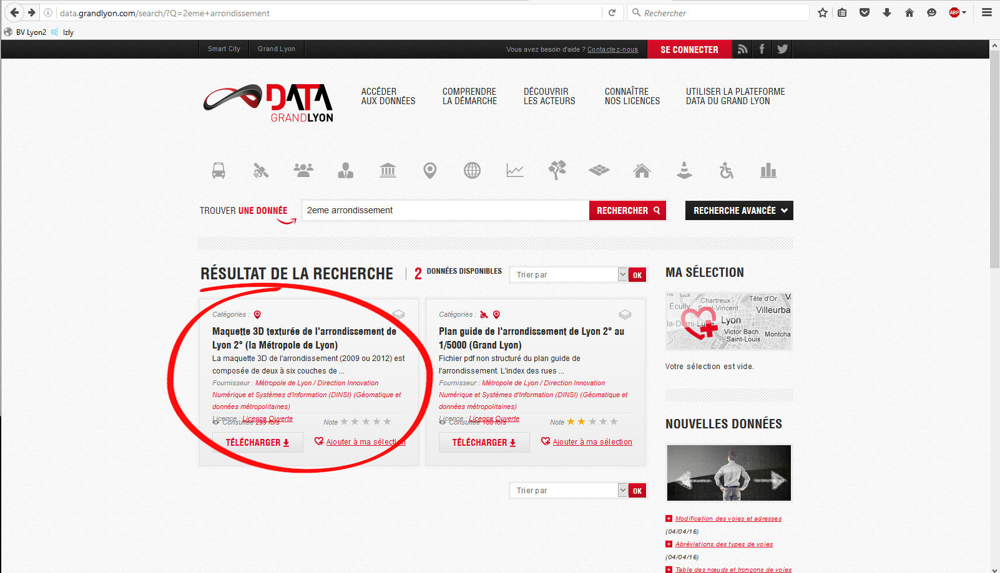 data.grandlyon.com/search/?Q=2eme+arrondissement
Rechercher
ABP
BV Lyon2
Izly
Smart City
Grand Lyon
Vous avez besoin d'aide ? Contactez-nous
SE CONNECTER
DATA
GRANDLYON
ACCÉDER
AUX DONNÉES
COMPRENDRE
LA DÉMARCHE
DÉCOUVRIR
LES ACTEURS
CONNAÎTRE
NOS LICENCES
UTILISER LA PLATEFORME
DATA DU GRAND LYON
TROUVER UNE DONNÉE
2eme arrondissement
RECHERCHER
RECHERCHE AVANCÉE
RÉSULTAT DE LA RECHERCHE
2 DONNÉES DISPONIBLES
Trier par
OK
Catégories :
Maquette 3D texturée de l'arrondissement de
Lyon 2° (la Métropole de Lyon)
La maquette 3D de l'arrondissement (2009 ou 2012) est
composée de deux à six couches de ...
Fournisseur : Métropole de Lyon / Direction Innovation
Numérique et Systèmes d'Information (DINSI) (Géomatique et
données métropolitaines)
Licence : Licence Ouverte
Consultée 299 fois
Note
TÉLÉCHARGER
Ajouter à ma sélection
Catégories :
Plan guide de l'arrondissement de Lyon 2° au
1/5000 (Grand Lyon)
Fichier pdf non structuré du plan guide de
l'arrondissement. L'index des rues ...
Fournisseur : Métropole de Lyon / Direction Innovation
Numérique et Systèmes d'Information (DINSI) (Géomatique et
données métropolitaines)
Licence : Licence Ouverte
Consultée 166 fois
Note
TÉLÉCHARGER
Ajouter à ma sélection
Trier par
OK
MA SÉLECTION
Tête d'Or
Chartreux -
Écully
Saint-Vincent
Villeurba
la-Demi-Lune
Lyon
Victor Bach
- Saint-Louis
Montcha
Votre sélection est vide.
NOUVELLES DONNÉES
Modification des voies et adresses
(04/04/16)
Abréviations des types de voies
(04/04/16)
Table des nœuds et tronçons de voies